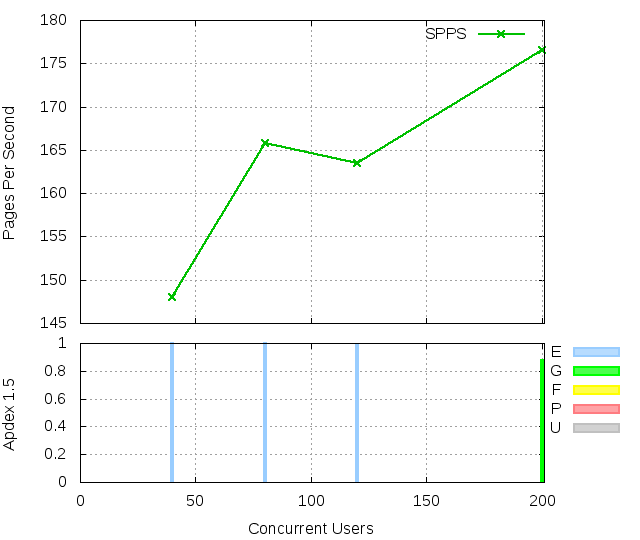 180
SPPS
175
170
165
160
155
150
145
Pages Per Second
1
0.8
0.6
0.4
0.2
0
Apdex 1.5
E
G
F
P
U
0 50 100 150 200
Concurrent Users